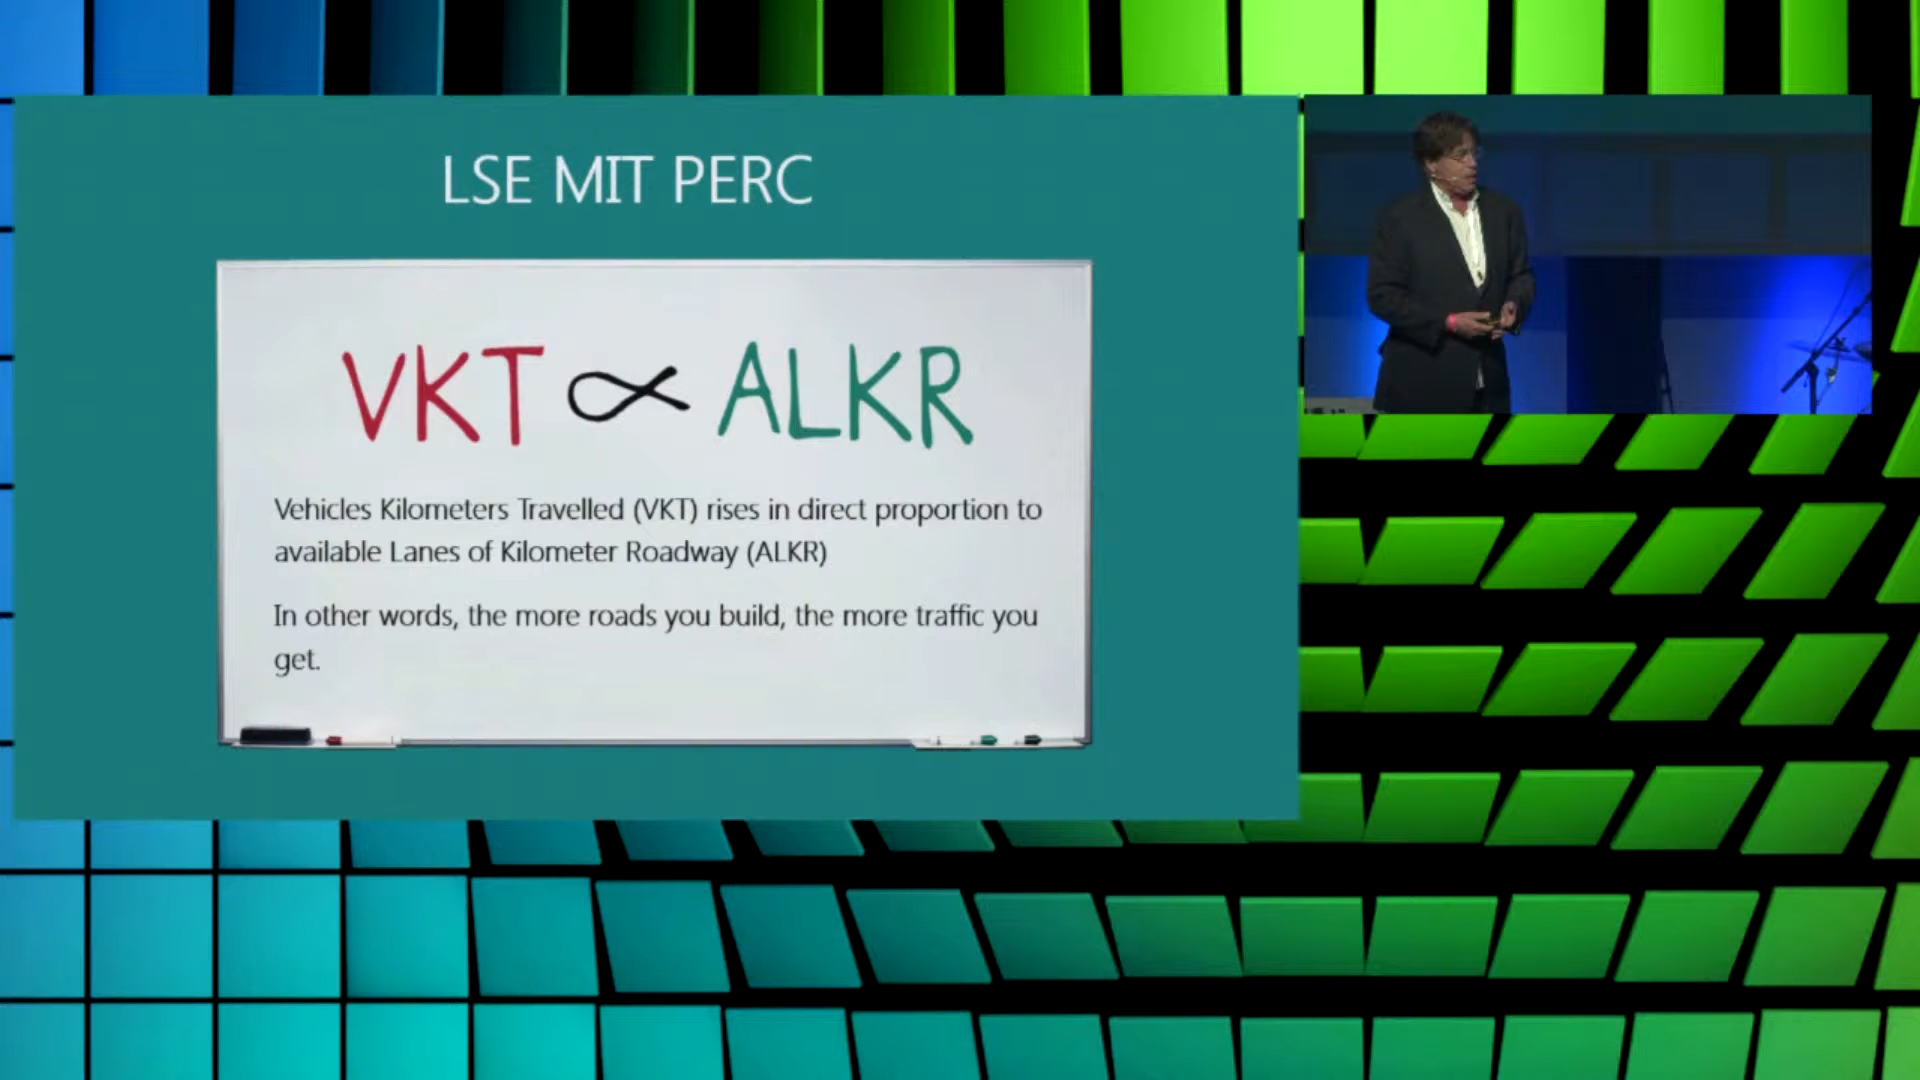 LSE MIT PERC
VKT ∝ ALKR
Vehicles Kilometers Travelled (VKT) rises in direct proportion to
available Lanes of Kilometer Roadway (ALKR)
In other words, the more roads you build, the more traffic you
get.